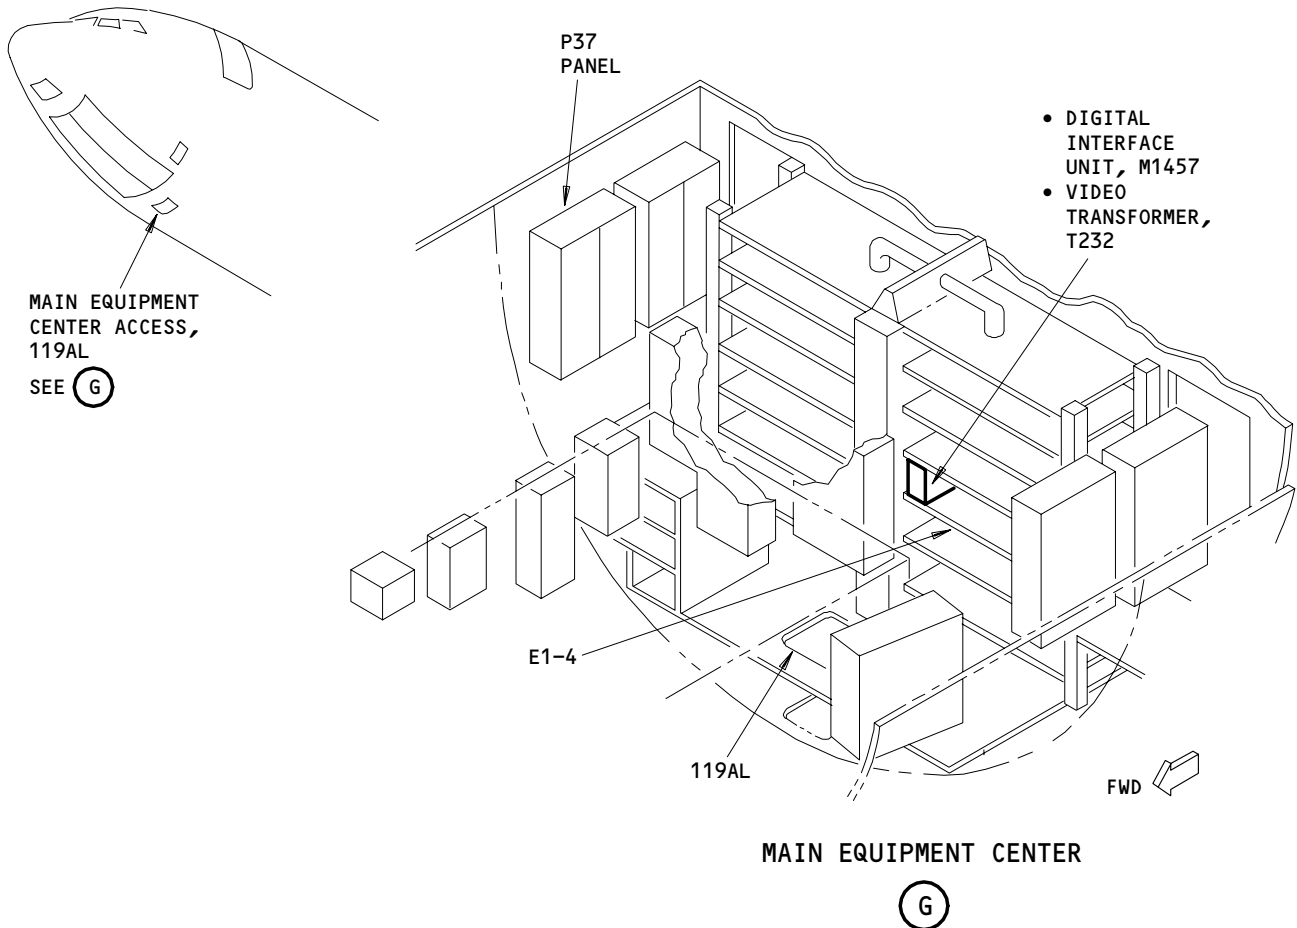 P37
PANEL
• DIGITAL
INTERFACE
UNIT, M1457
• VIDEO
TRANSFORMER,
T232
MAIN EQUIPMENT
CENTER ACCESS,
119AL
SEE G
E1-4
119AL
FWD
MAIN EQUIPMENT CENTER
G